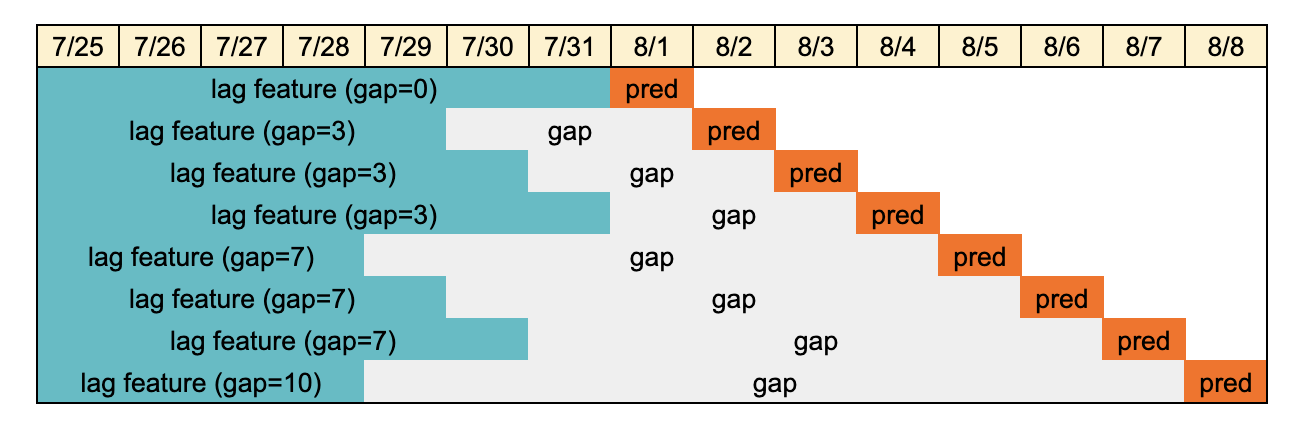 7/25 7/26 7/27 7/28 7/29 7/30 7/31 8/1 8/2 8/3 8/4 8/5 8/6 8/7 8/8
lag feature (gap=0) pred
lag feature (gap=3) gap pred
lag feature (gap=3) gap pred
lag feature (gap=3) gap pred
lag feature (gap=7) gap pred
lag feature (gap=7) gap pred
lag feature (gap=7) gap pred
lag feature (gap=10) gap pred